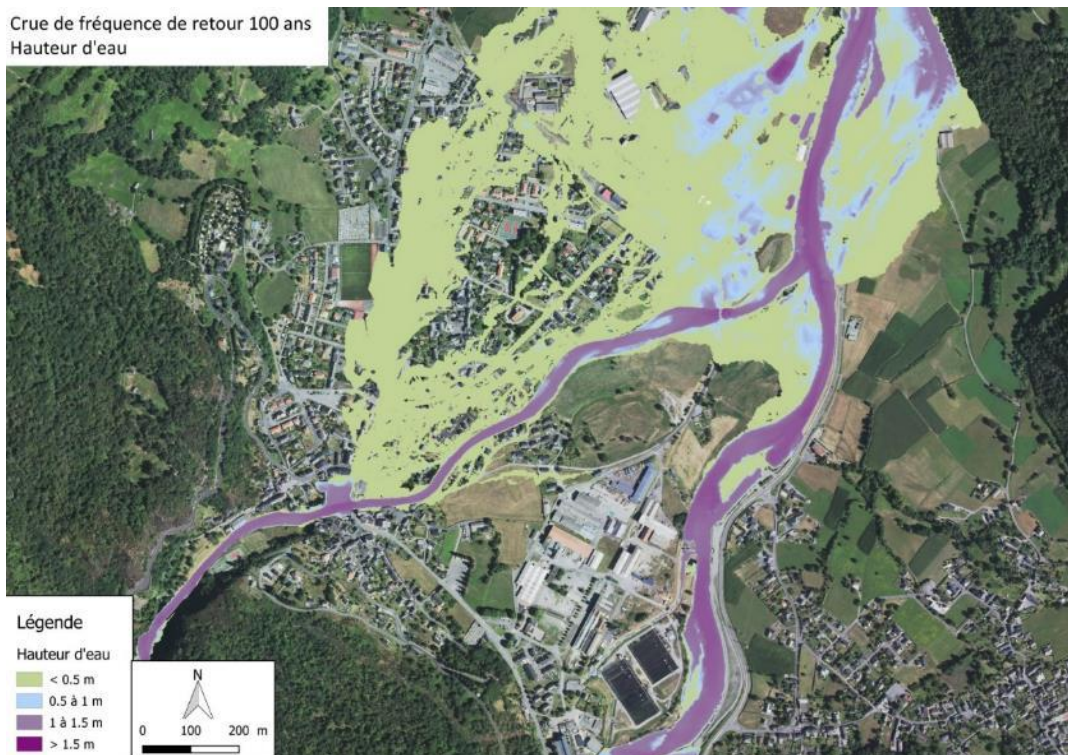 Crue de fréquence de retour 100 ans
Hauteur d'eau
Légende
Hauteur d'eau
< 0.5 m
0.5 à 1 m
1 à 1.5 m
> 1.5 m
N
0 100 200 m